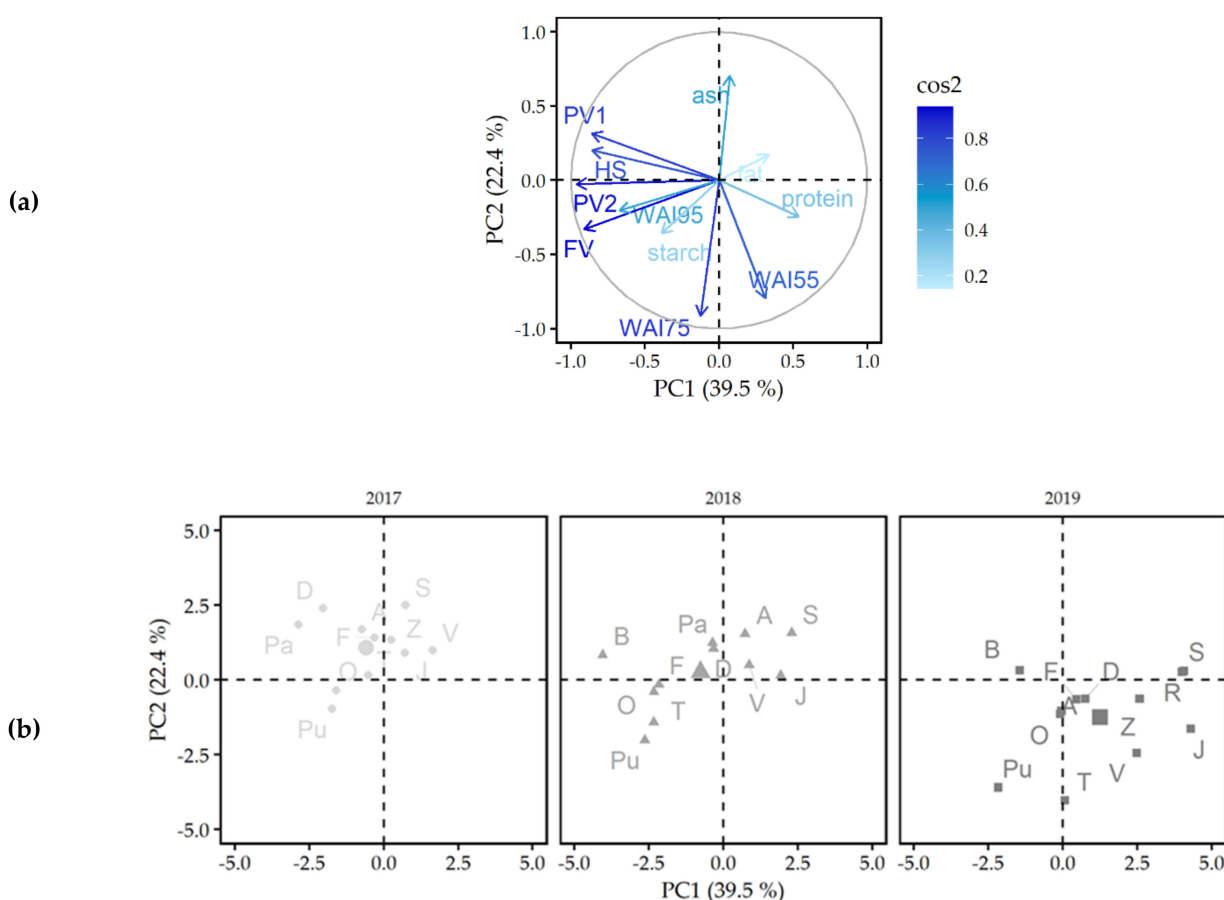 (a)
PC2 (22.4 %)
1.0
0.5
0.0
-0.5
-1.0
ash
PV1
HS
fat
PV2
WAI95
protein
FV
starch
WAI55
WAI75
-1.0
-0.5
0.0
0.5
1.0
PC1 (39.5 %)
cos2
0.8
0.6
0.4
0.2
(b)
PC2 (22.4 %)
5.0
2.5
0.0
-2.5
-5.0
2017
D
S
A
Pa
F
Z
V
T
O
J
Pu
-5.0
-2.5
0.0
2.5
5.0
2018
B
Pa
A
S
F
D
O
T
V
J
Pu
-5.0
-2.5
0.0
2.5
5.0
PC1 (39.5 %)
2019
B
F
D
S
A
R
O
Z
J
Pu
T
V
-5.0
-2.5
0.0
2.5
5.0